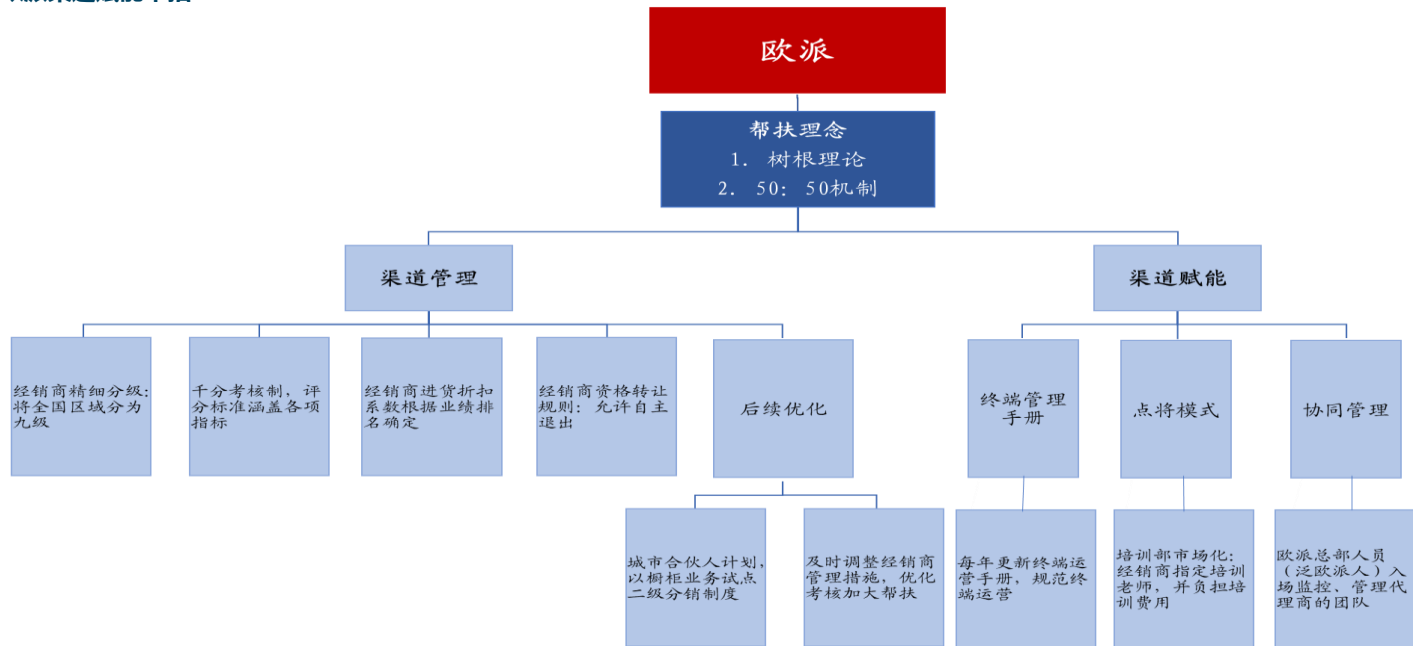 欧派
帮扶理念
1. 树根理论
2. 50: 50机制
渠道管理
渠道赋能
经销商精细分级:
将全国区域分为
九级
千分考核制，评
分标准涵盖各项
指标
经销商进货折扣
系数根据业绩排
名确定
经销商资格转让
规则: 允许自主
退出
后续优化
终端管理
手册
点将模式
协同管理
城市合伙人计划，
以橱柜业务试点
二级分销制度
及时调整经销商
管理措施，优化
考核加大帮扶
每年更新终端运
营手册，规范终
端运营
培训部市场化:
经销商指定培训
老师，并负担培
训费用
欧派总部人员
（泛欧派人）入
场监控、管理代
理商的团队